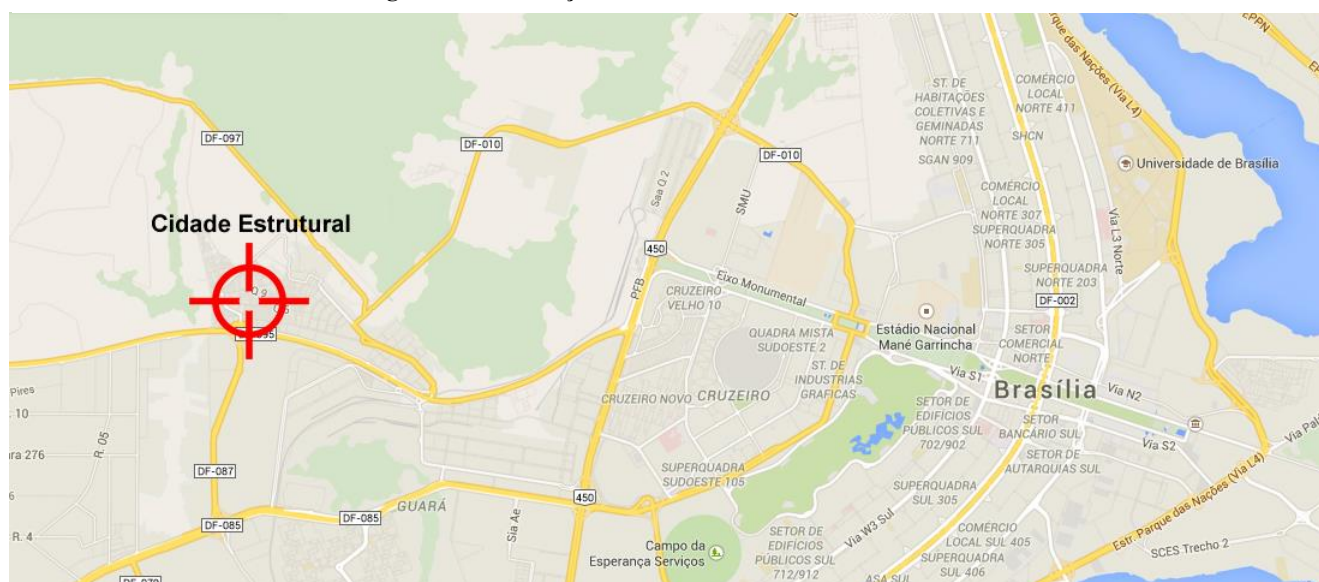 DF-097
DF-010
Cidade Estrutural
Q 9
DF-087
DF-085
DF-085
Pires
R. 05
R. 4
GUARÁ
Sia Ae
450
450
PFB
Saa Q 2
SMU
DF-010
Eixo Monumental
CRUZEIRO
VELHO 10
QUADRA MISTA
SUDOESTE 2
ST. DE
INDUSTRIAS
GRAFICAS
CRUZEIRO NOVO
CRUZEIRO
SUPERQUADRA
SUDOESTE 105
Campo da
Esperança Serviços
SETOR DE
EDIFÍCIOS
PÚBLICOS SUL
712/912
ST. DE
HABITAÇÕES
COLETIVAS E
GEMINADAS
NORTE 711
SGAN 909
SHCN
COMÉRCIO
LOCAL
NORTE 411
COMÉRCIO
LOCAL
NORTE 307
SUPERQUADRA
NORTE 305
SUPERQUADRA
NORTE 203
DF-002
Via L3 Norte
Universidade de Brasília
Parque das Nações (Via L4)
EPPN
Estádio Nacional
Mané Garrincha
SETOR
COMERCIAL
NORTE
Via S1
Brasília
Via N2
Via S2
SETOR DE
EDIFÍCIOS
PÚBLICOS SUL
702/902
SETOR
BANCÁRIO SUL
SETOR DE
AUTARQUIAS SUL
SUPERQUADRA
SUL 305
Via W3 Sul
COMÉRCIO
LOCAL SUL 405
SUPERQUADRA
SUL 406
ASA SUL
Estr. Parque das Nações (Via L4)
SCES Trecho 2